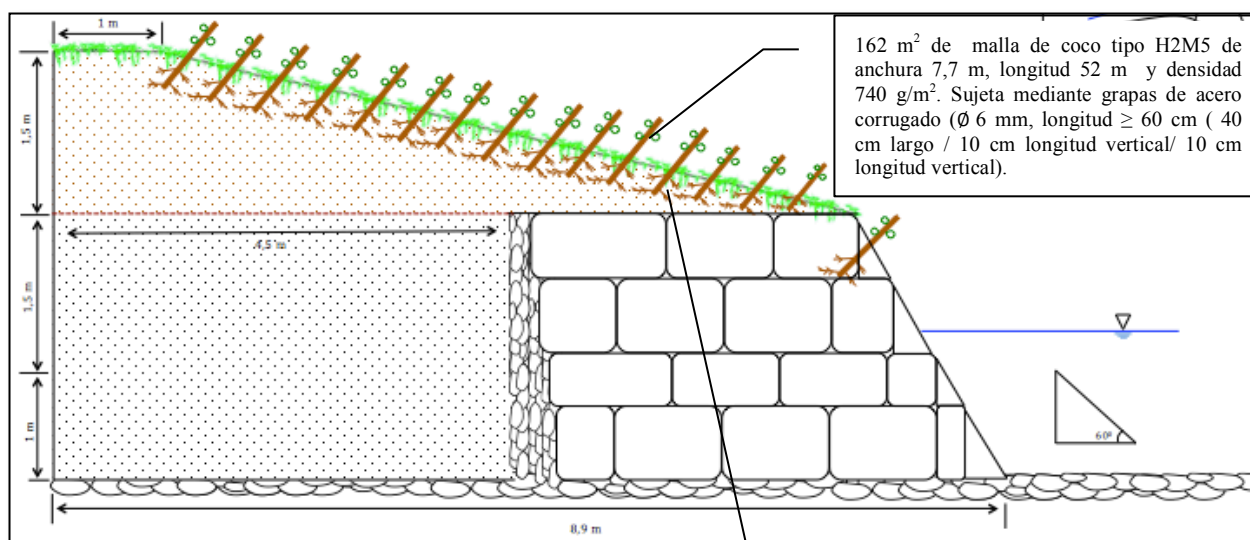 1 m
162 m² de malla de coco tipo H2M5 de
anchura 7,7 m, longitud 52 m y densidad
740 g/m². Sujeta mediante grapas de acero
corrugado (Ø 6 mm, longitud ≥ 60 cm ( 40
cm largo / 10 cm longitud vertical/ 10 cm
longitud vertical).
1,5 m
4,5 m
1,5 m
1 m
60º
8,9 m